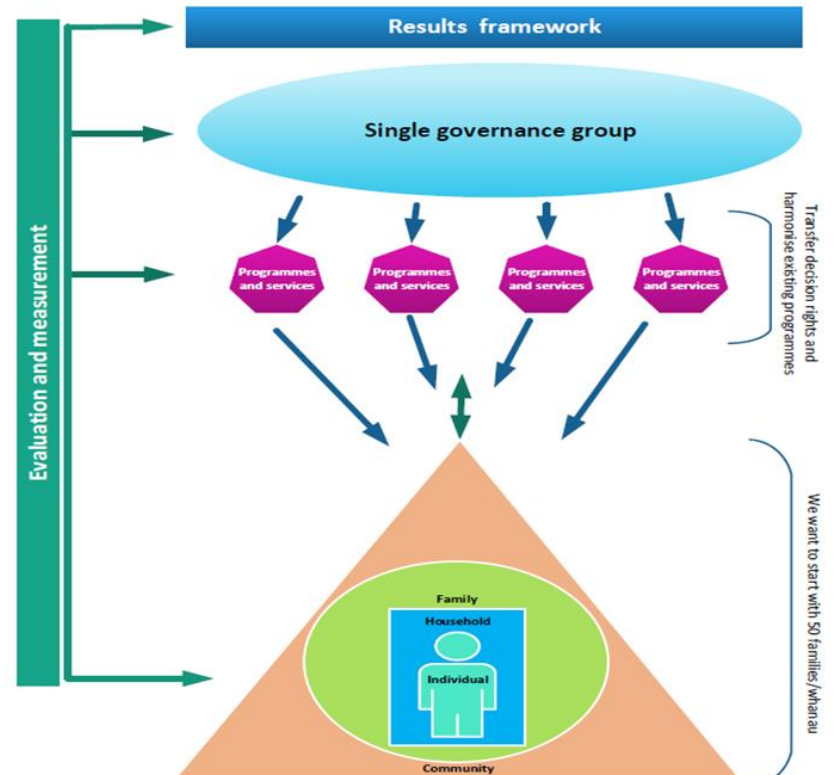 Results framework
Single governance group
Evaluation and measurement
Programmes
and services
Programmes
and services
Programmes
and services
Programmes
and services
Transfer decision rights and
harmonise existing programmes
Family
Household
Individual
Community
We want to start with 50 families/whanau